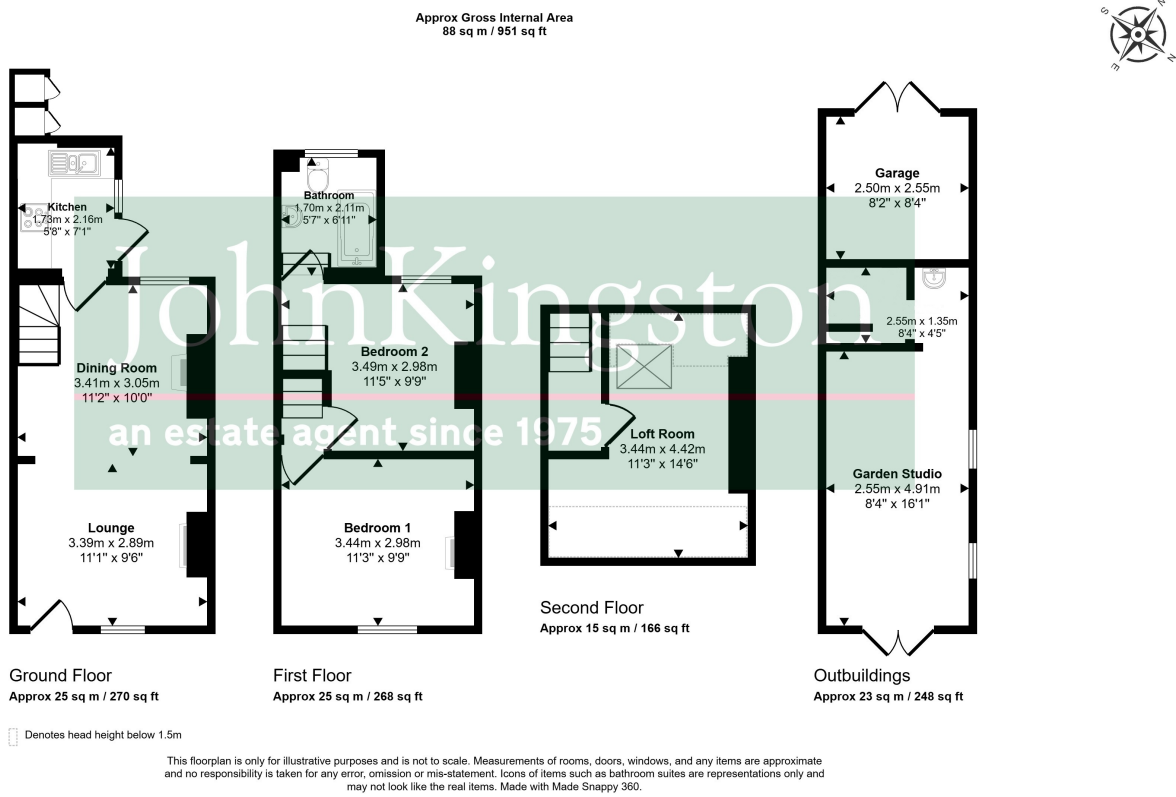 Approx Gross Internal Area
88 sq m / 951 sq ft
S
W
E
N
Kitchen
1.73m x 2.16m
5'8" x 7'1"
Bathroom
1.70m x 2.11m
5'7" x 6'11"
Garage
2.50m x 2.55m
8'2" x 8'4"
JohnKingston
an estate agent since 1975
2.55m x 1.35m
8'4" x 4'5"
Dining Room
3.41m x 3.05m
11'2" x 10'0"
Bedroom 2
3.49m x 2.98m
11'5" x 9'9"
Loft Room
3.44m x 4.42m
11'3" x 14'6"
Garden Studio
2.55m x 4.91m
8'4" x 16'1"
Lounge
3.39m x 2.89m
11'1" x 9'6"
Bedroom 1
3.44m x 2.98m
11'3" x 9'9"
Second Floor
Approx 15 sq m / 166 sq ft
Ground Floor
Approx 25 sq m / 270 sq ft
First Floor
Approx 25 sq m / 268 sq ft
Outbuildings
Approx 23 sq m / 248 sq ft
Denotes head height below 1.5m
This floorplan is only for illustrative purposes and is not to scale. Measurements of rooms, doors, windows, and any items are approximate
and no responsibility is taken for any error, omission or mis-statement. Icons of items such as bathroom suites are representations only and
may not look like the real items. Made with Made Snappy 360.